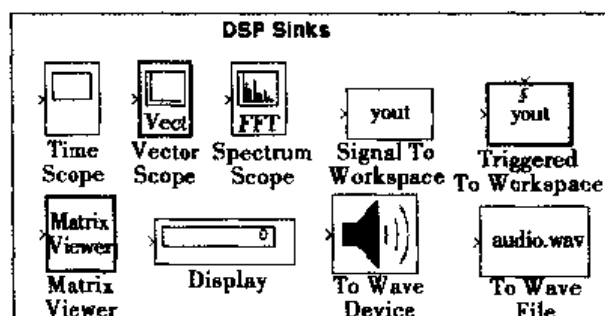 DSP Sinks
Vect
FFT
yout
yout
Time
Scope
Vector
Scope
Spectrum
Scope
Signal To
Workspace
Triggered
To Workspace
Matrix
Viewer
0
audio.wav
Matrix
Viewer
Display
To Wave
Device
To Wave
File